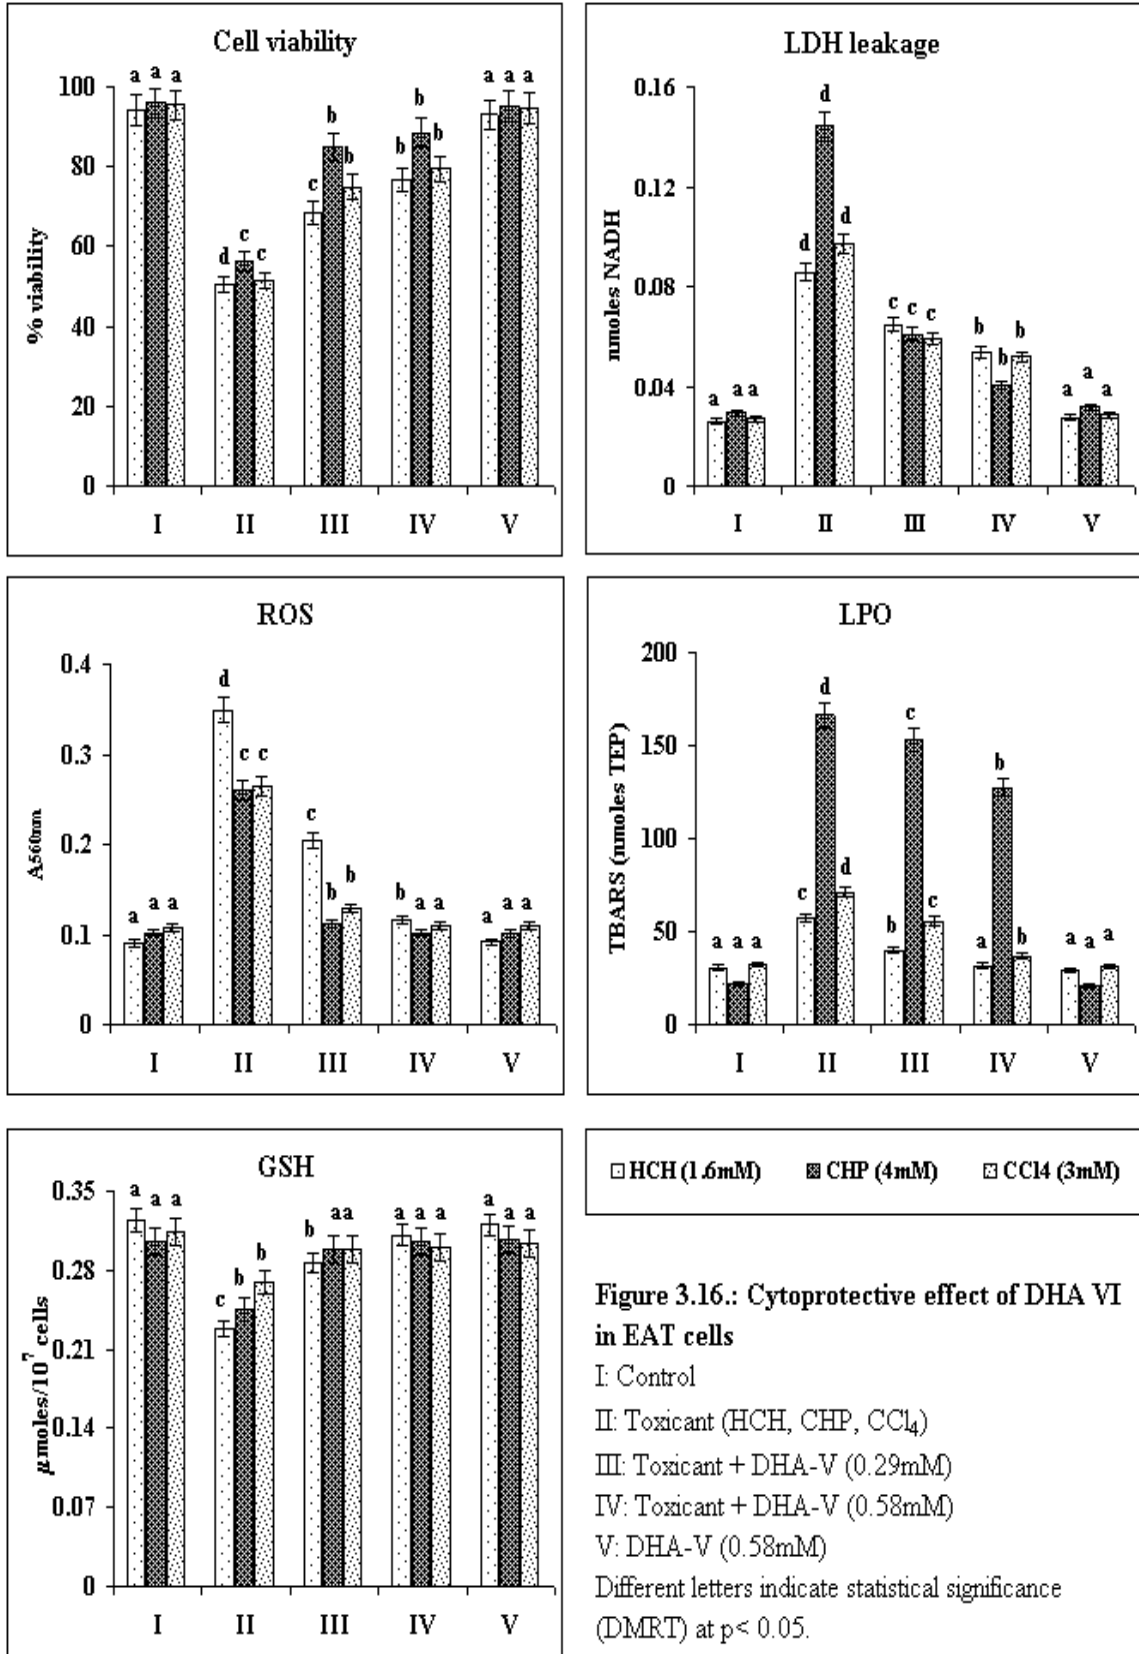 Cell viability
a a a
d c c
c b b
b b b
a a a
100
80
60
40
20
0
% viability
I II III IV V
LDH leakage
a a a
d d d
c c c
b b b
a a a
0.16
0.12
0.08
0.04
0
nmoles NADH
I II III IV V
ROS
a a a
d c c
c b b
b a a
a a a
0.4
0.3
0.2
0.1
0
A560nm
I II III IV V
LPO
a a a
c d d
b c c
a b b
a a a
200
150
100
50
0
TBARS (nmoles TEP)
I II III IV V
GSH
a a a
c b b
b a a
a a a
a a a
0.35
0.28
0.21
0.14
0.07
0
μmoles/10⁷ cells
I II III IV V
HCH (1.6mM) CHP (4mM) CCl4 (3mM)
Figure 3.16.: Cytoprotective effect of DHA VI
in EAT cells
I: Control
II: Toxicant (HCH, CHP, CCl₄)
III: Toxicant + DHA-V (0.29mM)
IV: Toxicant + DHA-V (0.58mM)
V: DHA-V (0.58mM)
Different letters indicate statistical significance
(DMRT) at p< 0.05.